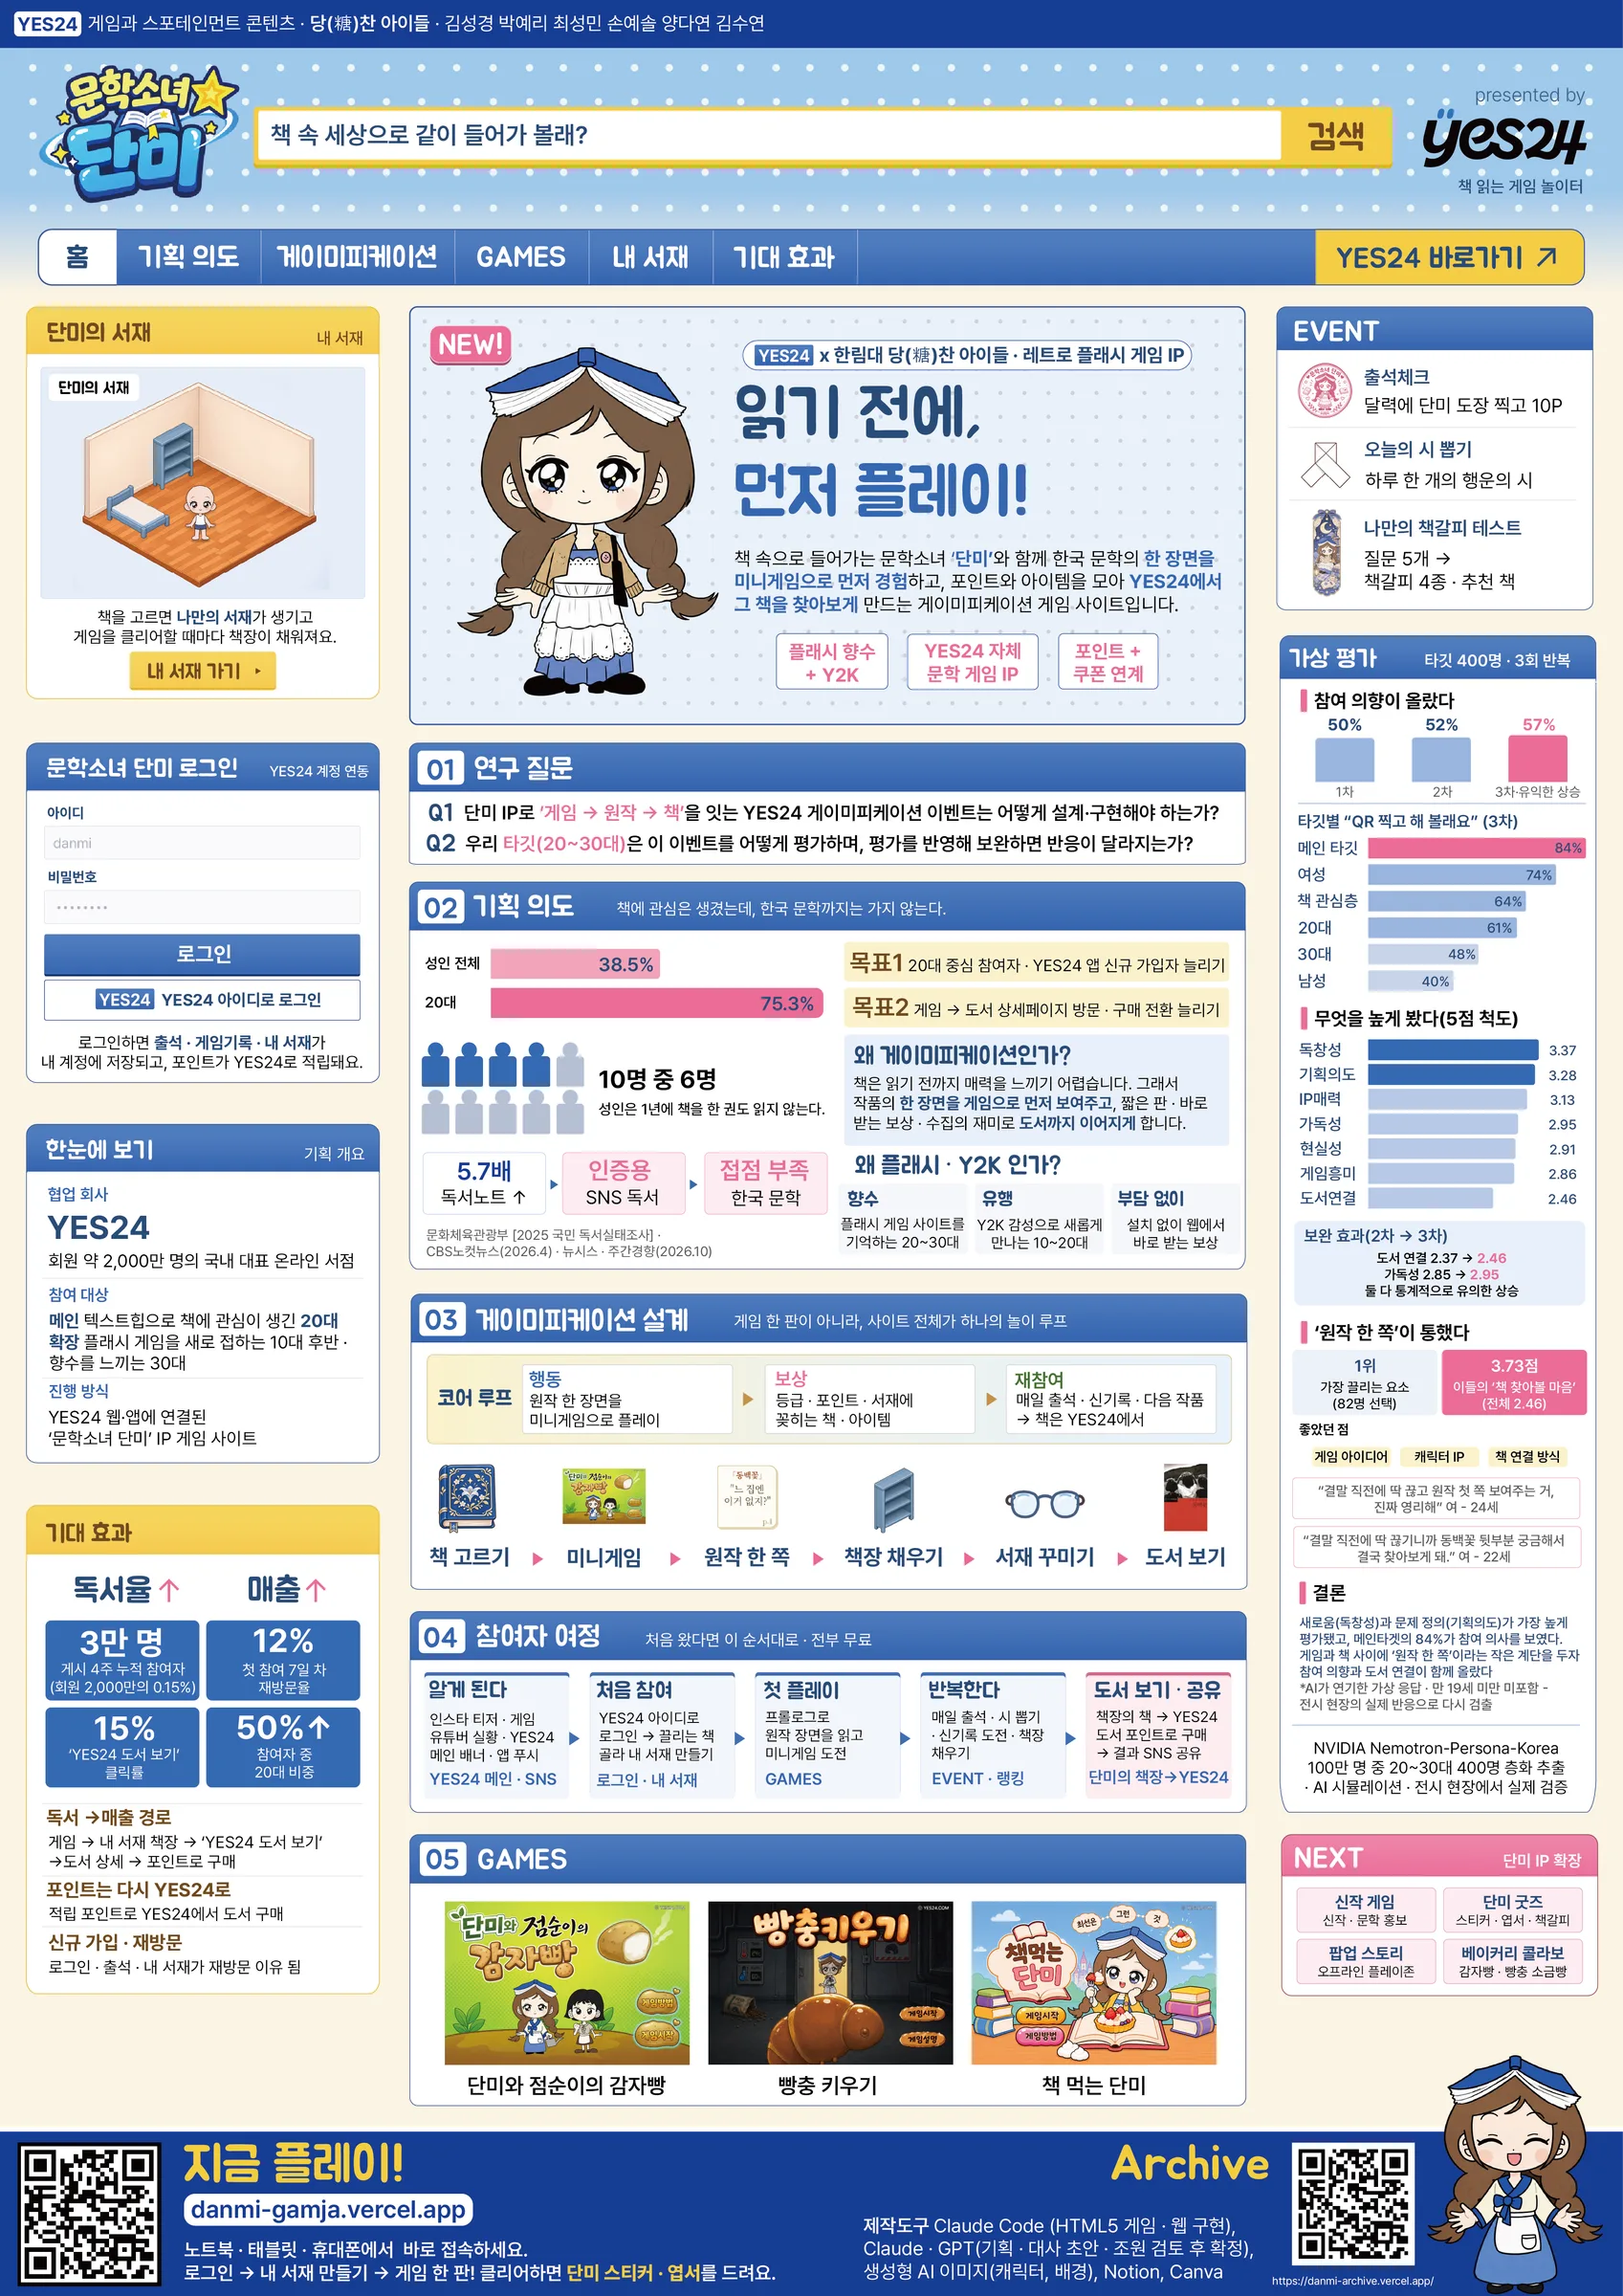 YES24 게임과 스포테인먼트 콘텐츠 · 당(糖)찬 아이들 · 김성경 박예리 최성민 손예솔 양다연 김수연
문학소녀
단미
책 속 세상으로 같이 들어가 볼래?
검색
presented by
yes24
책 읽는 게임 놀이터
홈
기획 의도
게이미피케이션
GAMES
내 서재
기대 효과
YES24 바로가기 ↗
단미의 서재
내 서재
단미의 서재
책을 고르면 나만의 서재가 생기고
게임을 클리어할 때마다 책장이 채워져요.
내 서재 가기 ▸
문학소녀 단미 로그인
YES24 계정 연동
아이디
danmi
비밀번호
••••••••
로그인
YES24 YES24 아이디로 로그인
로그인하면 출석 · 게임기록 · 내 서재가
내 계정에 저장되고, 포인트가 YES24로 적립돼요.
한눈에 보기
기획 개요
협업 회사
YES24
회원 약 2,000만 명의 국내 대표 온라인 서점
참여 대상
메인 텍스트힙으로 책에 관심이 생긴 20대
확장 플래시 게임을 새로 접하는 10대 후반 ·
향수를 느끼는 30대
진행 방식
YES24 웹·앱에 연결된
‘문학소녀 단미’ IP 게임 사이트
기대 효과
독서율↑
매출↑
3만 명
게시 4주 누적 참여자
(회원 2,000만의 0.15%)
12%
첫 참여 7일 차
재방문율
15%
‘YES24 도서 보기’
클릭률
50%↑
참여자 중
20대 비중
독서 →매출 경로
게임 → 내 서재 책장 → ‘YES24 도서 보기’
→도서 상세 → 포인트로 구매
포인트는 다시 YES24로
적립 포인트로 YES24에서 도서 구매
신규 가입 · 재방문
로그인 · 출석 · 내 서재가 재방문 이유 됨
NEW!
YES24 x 한림대 당(糖)찬 아이들 · 레트로 플래시 게임 IP
읽기 전에,
먼저 플레이!
책 속으로 들어가는 문학소녀 ‘단미’와 함께 한국 문학의 한 장면을
미니게임으로 먼저 경험하고, 포인트와 아이템을 모아 YES24에서
그 책을 찾아보게 만드는 게이미피케이션 게임 사이트입니다.
플래시 향수
+ Y2K
YES24 자체
문학 게임 IP
포인트 +
쿠폰 연계
01 연구 질문
Q1 단미 IP로 ‘게임 → 원작 → 책’을 잇는 YES24 게이미피케이션 이벤트는 어떻게 설계·구현해야 하는가?
Q2 우리 타깃(20~30대)은 이 이벤트를 어떻게 평가하며, 평가를 반영해 보완하면 반응이 달라지는가?
02 기획 의도
책에 관심은 생겼는데, 한국 문학까지는 가지 않는다.
성인 전체
38.5%
20대
75.3%
10명 중 6명
성인은 1년에 책을 한 권도 읽지 않는다.
5.7배
독서노트 ↑
인증용
SNS 독서
접점 부족
한국 문학
문화체육관광부 [2025 국민 독서실태조사] ·
CBS노컷뉴스(2026.4) · 뉴시스 · 주간경향(2026.10)
목표1 20대 중심 참여자 · YES24 앱 신규 가입자 늘리기
목표2 게임 → 도서 상세페이지 방문 · 구매 전환 늘리기
왜 게이미피케이션인가?
책은 읽기 전까지 매력을 느끼기 어렵습니다. 그래서
작품의 한 장면을 게임으로 먼저 보여주고, 짧은 판 · 바로
받는 보상 · 수집의 재미로 도서까지 이어지게 합니다.
왜 플래시 · Y2K 인가?
향수
플래시 게임 사이트를
기억하는 20~30대
유행
Y2K 감성으로 새롭게
만나는 10~20대
부담 없이
설치 없이 웹에서
바로 받는 보상
03 게이미피케이션 설계
게임 한 판이 아니라, 사이트 전체가 하나의 놀이 루프
코어 루프
행동
원작 한 장면을
미니게임으로 플레이
보상
등급 · 포인트 · 서재에
꽂히는 책 · 아이템
재참여
매일 출석 · 신기록 · 다음 작품
→ 책은 YES24에서
단미와 점순이의
감자빵
「동백꽃」
"느 집엔
이거 없지?"
책 고르기
미니게임
원작 한 쪽
책장 채우기
서재 꾸미기
도서 보기
04 참여자 여정
처음 왔다면 이 순서대로 · 전부 무료
알게 된다
인스타 티저 · 게임
유튜버 실황 · YES24
메인 배너 · 앱 푸시
YES24 메인 · SNS
처음 참여
YES24 아이디로
로그인 → 끌리는 책
골라 내 서재 만들기
로그인 · 내 서재
첫 플레이
프롤로그로
원작 장면을 읽고
미니게임 도전
GAMES
반복한다
매일 출석 · 시 뽑기
· 신기록 도전 · 책장
채우기
EVENT · 랭킹
도서 보기 · 공유
책장의 책 → YES24
도서 포인트로 구매
→ 결과 SNS 공유
단미의 책장→YES24
05 GAMES
단미와 점순이의
감자빵
게임방법
게임시작
빵충키우기
© YES24.COM
게임시작
게임설명
최선은
그런
것
책먹는
단미
게임시작
게임방법
단미와 점순이의 감자빵
빵충 키우기
책 먹는 단미
EVENT
출석체크
달력에 단미 도장 찍고 10P
오늘의 시 뽑기
하루 한 개의 행운의 시
나만의 책갈피 테스트
질문 5개 →
책갈피 4종 · 추천 책
가상 평가
타깃 400명 · 3회 반복
참여 의향이 올랐다
50%
52%
57%
1차
2차
3차·유익한 상승
타깃별 “QR 찍고 해 볼래요” (3차)
메인 타깃 84%
여성 74%
책 관심층 64%
20대 61%
30대 48%
남성 40%
무엇을 높게 봤다(5점 척도)
독창성 3.37
기획의도 3.28
IP매력 3.13
가독성 2.95
현실성 2.91
게임흥미 2.86
도서연결 2.46
보완 효과(2차 → 3차)
도서 연결 2.37 → 2.46
가독성 2.85 → 2.95
둘 다 통계적으로 유의한 상승
‘원작 한 쪽’이 통했다
1위
가장 끌리는 요소
(82명 선택)
3.73점
이들의 ‘책 찾아볼 마음’
(전체 2.46)
좋았던 점
게임 아이디어
캐릭터 IP
책 연결 방식
“결말 직전에 딱 끊고 원작 첫 쪽 보여주는 거,
진짜 영리해” 여 - 24세
“결말 직전에 딱 끊기니까 동백꽃 뒷부분 궁금해서
결국 찾아보게 돼.” 여 - 22세
결론
새로움(독창성)과 문제 정의(기획의도)가 가장 높게
평가됐고, 메인타겟의 84%가 참여 의사를 보였다.
게임과 책 사이에 ‘원작 한 쪽’이라는 작은 계단을 두자
참여 의향과 도서 연결이 함께 올랐다
*AI가 연기한 가상 응답 · 만 19세 미만 미포함 -
전시 현장의 실제 반응으로 다시 검출
NVIDIA Nemotron-Persona-Korea
100만 명 중 20~30대 400명 층화 추출
· AI 시뮬레이션 · 전시 현장에서 실제 검증
NEXT
단미 IP 확장
신작 게임
신작 · 문학 홍보
단미 굿즈
스티커 · 엽서 · 책갈피
팝업 스토리
오프라인 플레이존
베이커리 콜라보
감자빵 · 빵충 소금빵
지금 플레이!
danmi-gamja.vercel.app
노트북 · 태블릿 · 휴대폰에서 바로 접속하세요.
로그인 → 내 서재 만들기 → 게임 한 판! 클리어하면 단미 스티커 · 엽서를 드려요.
Archive
제작도구 Claude Code (HTML5 게임 · 웹 구현),
Claude · GPT(기획 · 대사 초안 · 조원 검토 후 확정),
생성형 AI 이미지(캐릭터, 배경), Notion, Canva
https://danmi-archive.vercel.app/